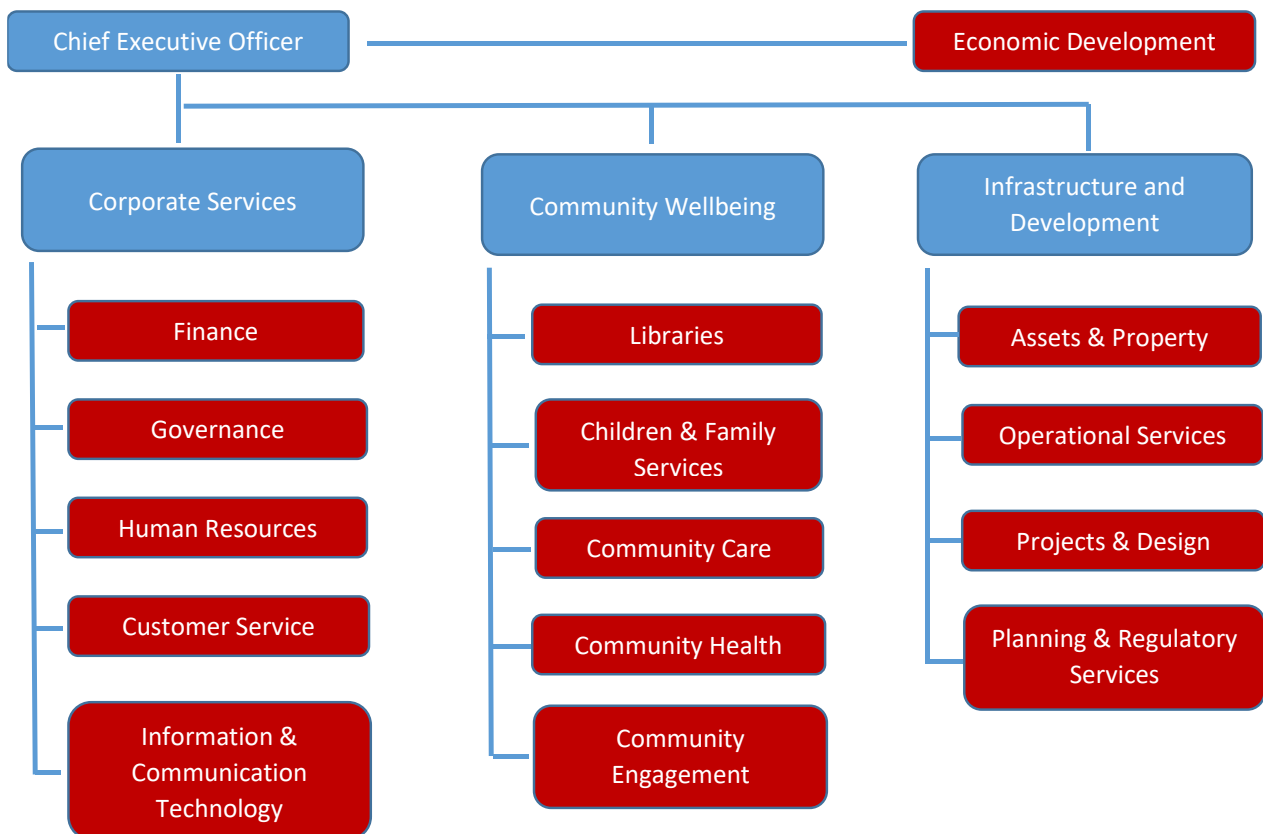 Chief Executive Officer
Economic Development
Corporate Services
Community Wellbeing
Infrastructure and
Development
Finance
Governance
Human Resources
Customer Service
Information &
Communication
Technology
Libraries
Children & Family
Services
Community Care
Community Health
Community
Engagement
Assets & Property
Operational Services
Projects & Design
Planning & Regulatory
Services